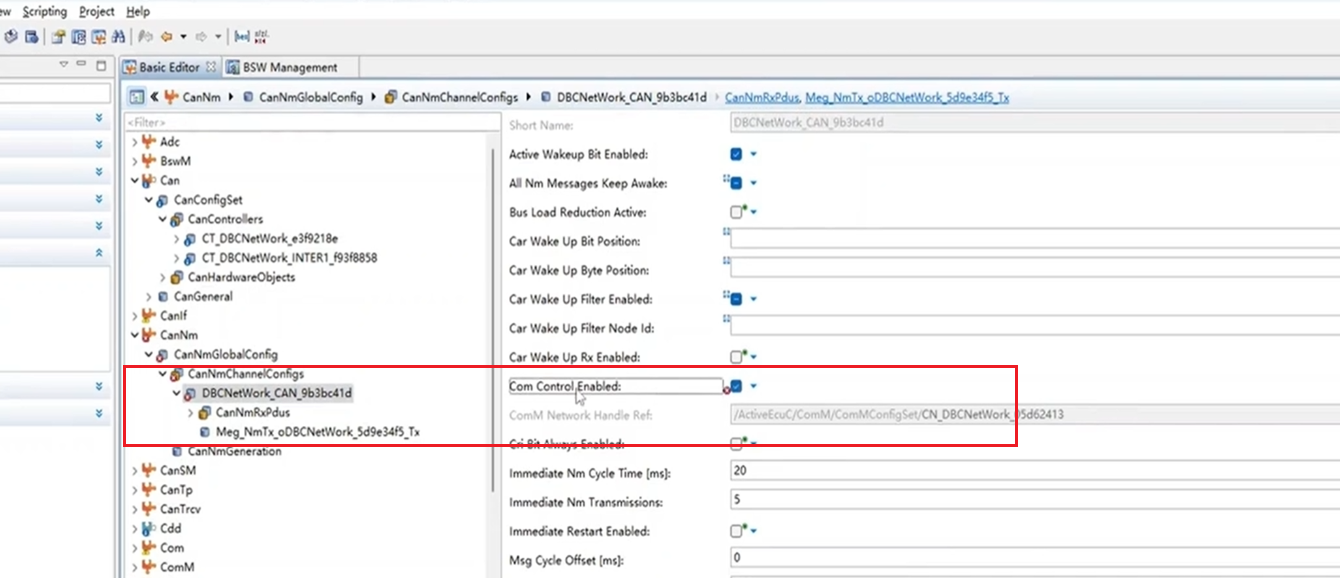 ew Scripting Project Help
Basic Editor BSW Management
CanNm CanNmGlobalConfig CanNmChannelConfigs DBCNetWork_CAN_9b3bc41d CanNmRxPdus, Meg_NmTx_oDBCNetWork_5d9e34f5_Tx
<Filter>
Adc
BswM
Can
CanConfigSet
CanControllers
CT_DBCNetWork_e3f9218e
CT_DBCNetWork_INTER1_f93f8858
CanHardwareObjects
CanGeneral
CanIf
CanNm
CanNmGlobalConfig
CanNmChannelConfigs
DBCNetWork_CAN_9b3bc41d
CanNmRxPdus
Meg_NmTx_oDBCNetWork_5d9e34f5_Tx
CanNmGeneration
CanSM
CanTp
CanTrcv
Cdd
Com
ComM
Short Name: DBCNetWork_CAN_9b3bc41d
Active Wakeup Bit Enabled:
All Nm Messages Keep Awake:
Bus Load Reduction Active:
Car Wake Up Bit Position:
Car Wake Up Byte Position:
Car Wake Up Filter Enabled:
Car Wake Up Filter Node Id:
Car Wake Up Rx Enabled:
Com Control Enabled:
ComM Network Handle Ref: /ActiveEcuC/ComM/ComMConfigSet/CN_DBCNetWork_05d62413
Cri Bit Always Enabled:
Immediate Nm Cycle Time [ms]: 20
Immediate Nm Transmissions: 5
Immediate Restart Enabled:
Msg Cycle Offset [ms]: 0